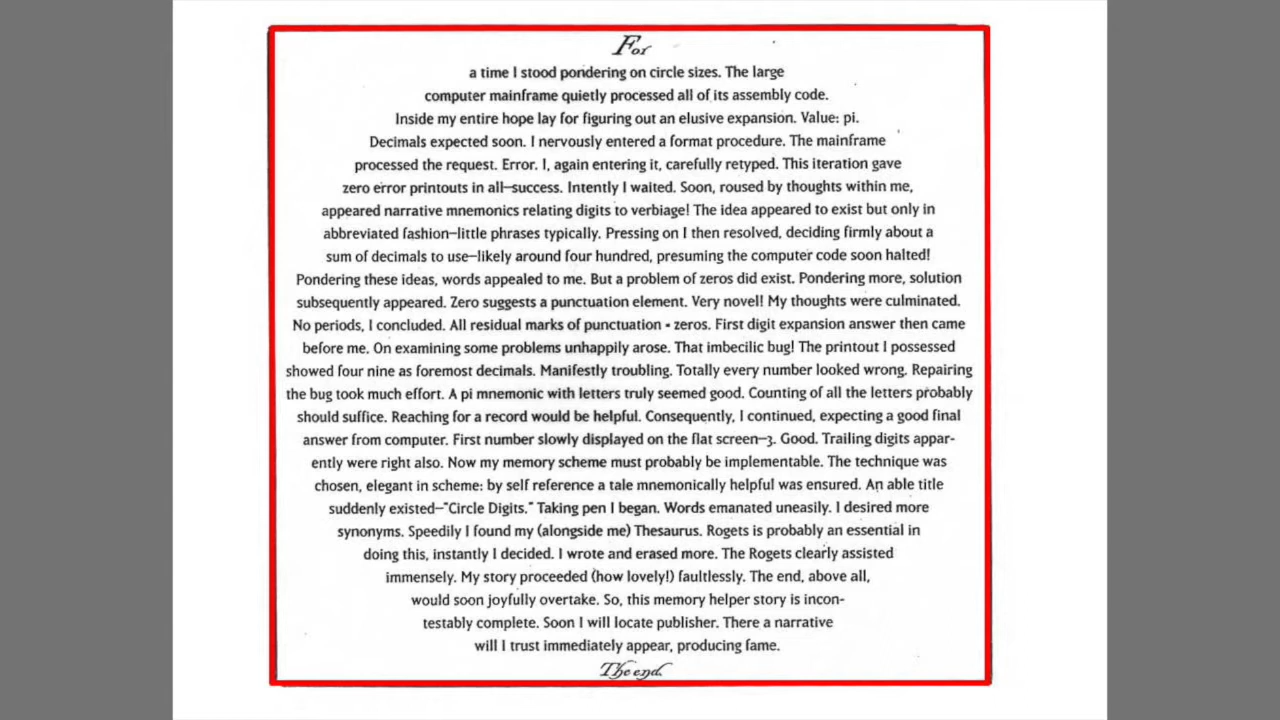 For
a time I stood pondering on circle sizes. The large
computer mainframe quietly processed all of its assembly code.
Inside my entire hope lay for figuring out an elusive expansion. Value: pi.
Decimals expected soon. I nervously entered a format procedure. The mainframe
processed the request. Error. I, again entering it, carefully retyped. This iteration gave
zero error printouts in all—success. Intently I waited. Soon, roused by thoughts within me,
appeared narrative mnemonics relating digits to verbiage! The idea appeared to exist but only in
abbreviated fashion—little phrases typically. Pressing on I then resolved, deciding firmly about a
sum of decimals to use—likely around four hundred, presuming the computer code soon halted!
Pondering these ideas, words appealed to me. But a problem of zeros did exist. Pondering more, solution
subsequently appeared. Zero suggests a punctuation element. Very novel! My thoughts were culminated.
No periods, I concluded. All residual marks of punctuation - zeros. First digit expansion answer then came
before me. On examining some problems unhappily arose. That imbecilic bug! The printout I possessed
showed four nine as foremost decimals. Manifestly troubling. Totally every number looked wrong. Repairing
the bug took much effort. A pi mnemonic with letters truly seemed good. Counting of all the letters probably
should suffice. Reaching for a record would be helpful. Consequently, I continued, expecting a good final
answer from computer. First number slowly displayed on the flat screen—3. Good. Trailing digits appar-
ently were right also. Now my memory scheme must probably be implementable. The technique was
chosen, elegant in scheme: by self reference a tale mnemonically helpful was ensured. An able title
suddenly existed—"Circle Digits." Taking pen I began. Words emanated uneasily. I desired more
synonyms. Speedily I found my (alongside me) Thesaurus. Rogets is probably an essential in
doing this, instantly I decided. I wrote and erased more. The Rogets clearly assisted
immensely. My story proceeded (how lovely!) faultlessly. The end, above all,
would soon joyfully overtake. So, this memory helper story is incon-
testably complete. Soon I will locate publisher. There a narrative
will I trust immediately appear, producing fame.
The end.